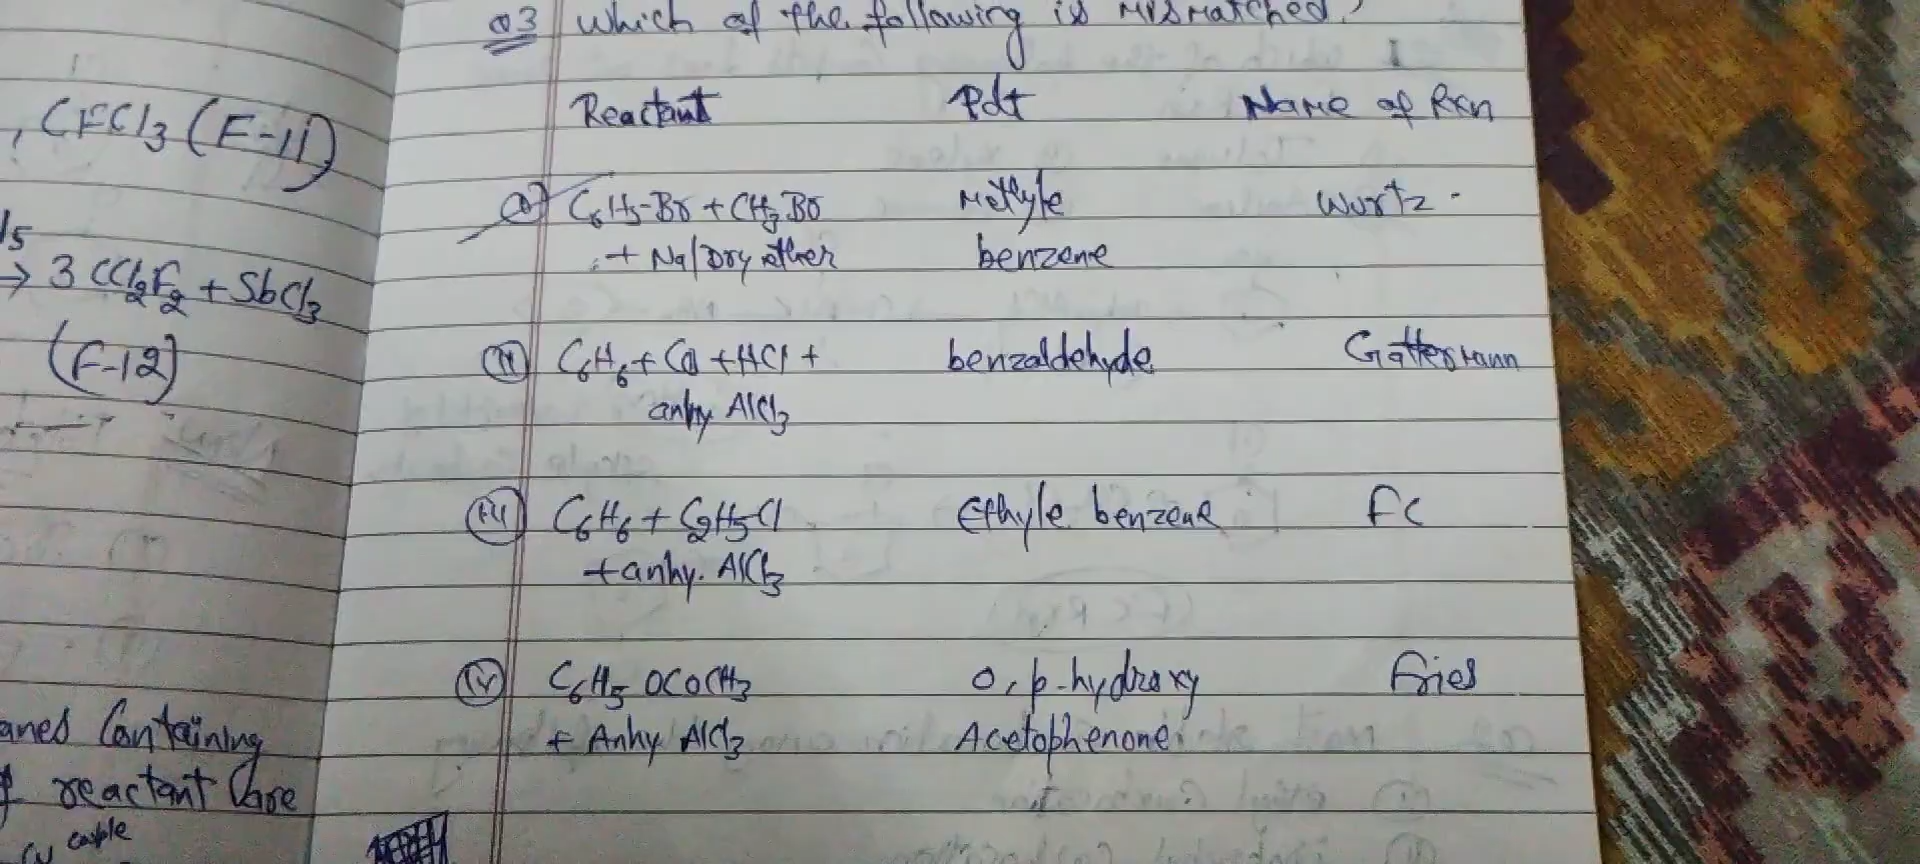 , CFCl3 (F-11)
l5
→ 3 CCl2F2 + SbCl3
(F-12)
anes Containing
reactant Care
Q3 Which of the following is mismatched?
Reactant Pdt Name of Rxn
C6H5-Br + CH3Br Methyle Wurtz
+ Na/Dry ether benzene
(ii) C6H6 + CO + HCl + benzaldehyde Gattermann
anhy AlCl3
(iii) C6H6 + C2H5Cl Ethyle benzene FC
+ anhy. AlCl3
(iv) C6H5 OCOCH3 O, p-hydroxy fries
+ Anhy AlCl3 Acetophenone